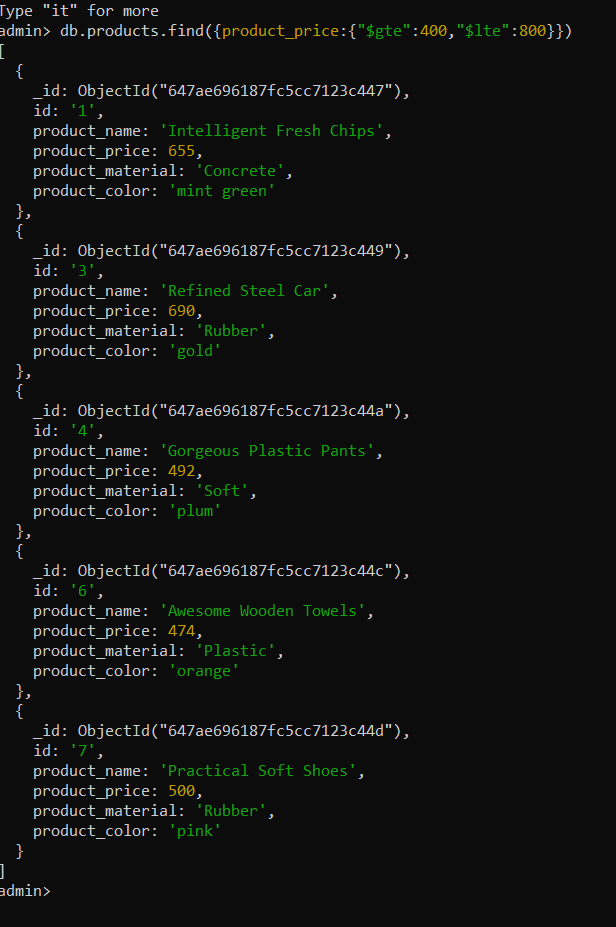 Type "it" for more
admin> db.products.find({product_price:{"$gte":400,"$lte":800}})
[
  {
    _id: ObjectId("647ae696187fc5cc7123c447"),
    id: '1',
    product_name: 'Intelligent Fresh Chips',
    product_price: 655,
    product_material: 'Concrete',
    product_color: 'mint green'
  },
  {
    _id: ObjectId("647ae696187fc5cc7123c449"),
    id: '3',
    product_name: 'Refined Steel Car',
    product_price: 690,
    product_material: 'Rubber',
    product_color: 'gold'
  },
  {
    _id: ObjectId("647ae696187fc5cc7123c44a"),
    id: '4',
    product_name: 'Gorgeous Plastic Pants',
    product_price: 492,
    product_material: 'Soft',
    product_color: 'plum'
  },
  {
    _id: ObjectId("647ae696187fc5cc7123c44c"),
    id: '6',
    product_name: 'Awesome Wooden Towels',
    product_price: 474,
    product_material: 'Plastic',
    product_color: 'orange'
  },
  {
    _id: ObjectId("647ae696187fc5cc7123c44d"),
    id: '7',
    product_name: 'Practical Soft Shoes',
    product_price: 500,
    product_material: 'Rubber',
    product_color: 'pink'
  }
]
admin>